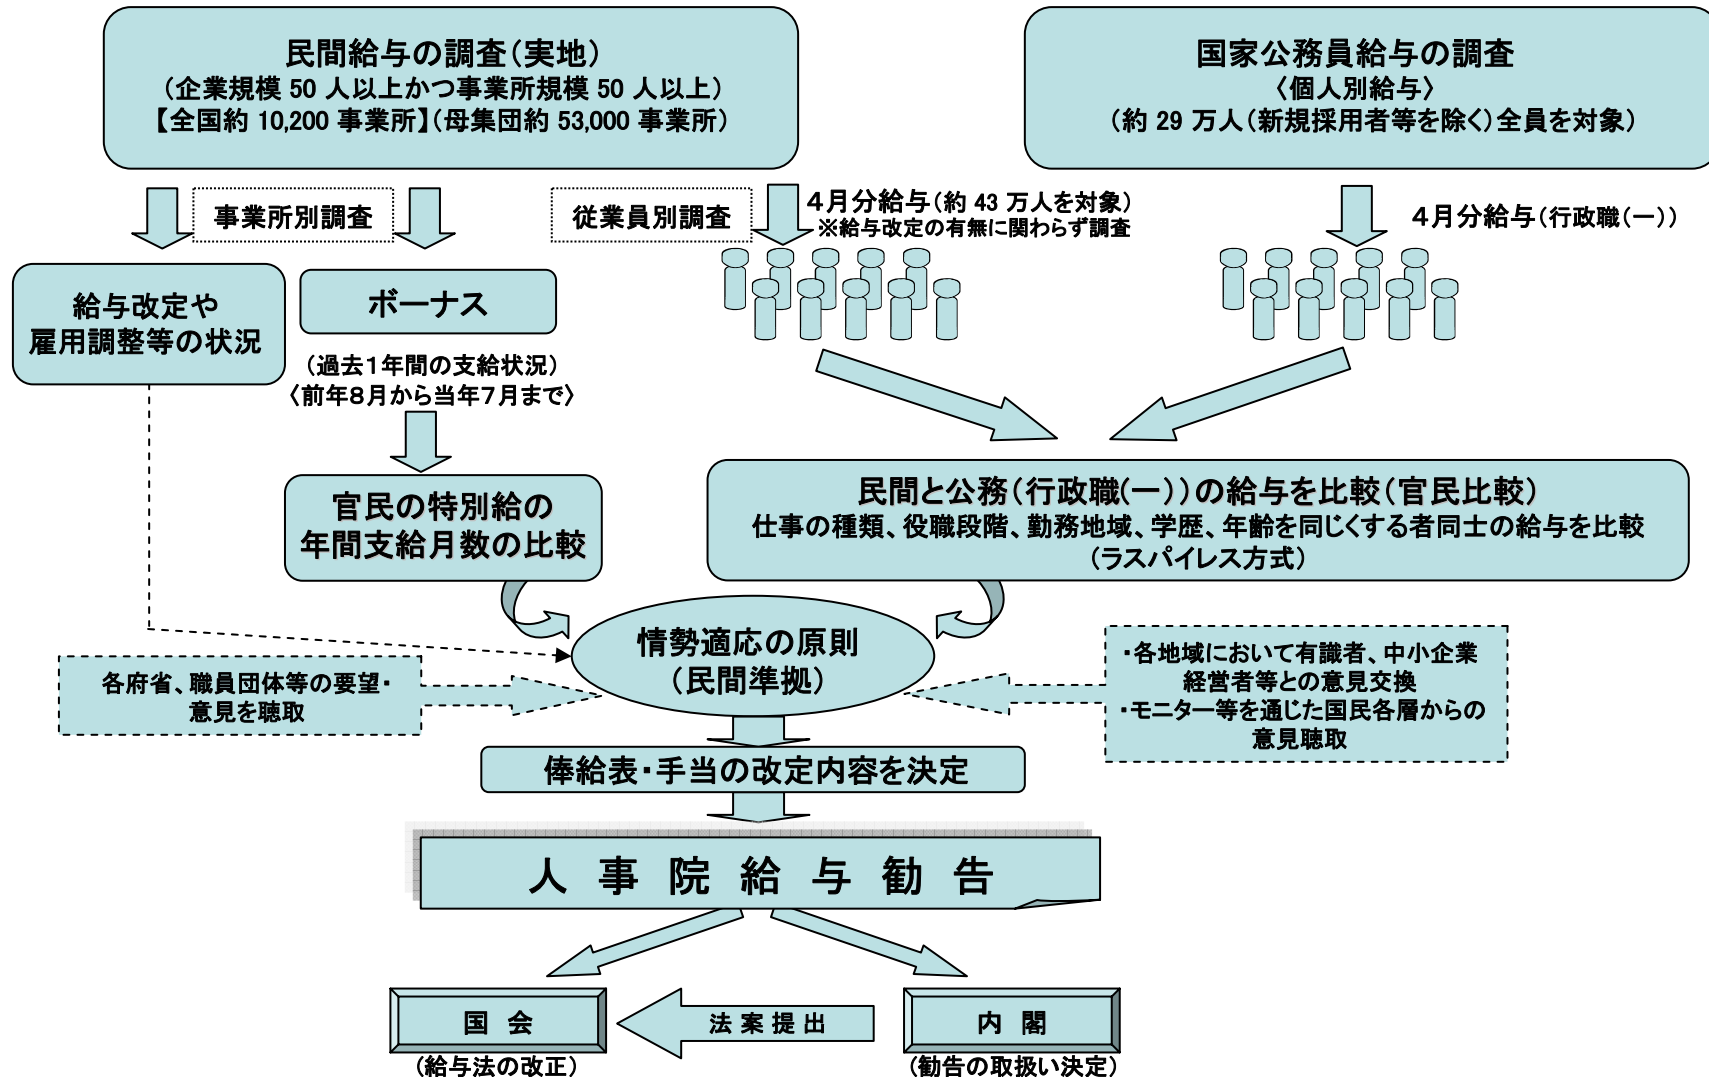 民間給与の調査（実地）
（企業規模 50 人以上かつ事業所規模 50 人以上）
【全国約 10,200 事業所】（母集団約 53,000 事業所）
国家公務員給与の調査
〈個人別給与〉
（約 29 万人（新規採用者等を除く）全員を対象）
事業所別調査
従業員別調査
４月分給与（約 43 万人を対象）
※給与改定の有無に関わらず調査
４月分給与（行政職（一））
給与改定や
雇用調整等の状況
ボーナス
（過去１年間の支給状況）
〈前年８月から当年７月まで〉
官民の特別給の
年間支給月数の比較
民間と公務（行政職（一））の給与を比較（官民比較）
仕事の種類、役職段階、勤務地域、学歴、年齢を同じくする者同士の給与を比較
（ラスパイレス方式）
情勢適応の原則
（民間準拠）
各府省、職員団体等の要望・
意見を聴取
・各地域において有識者、中小企業
経営者等との意見交換
・モニター等を通じた国民各層からの
意見聴取
俸給表・手当の改定内容を決定
人事院給与勧告
国会
（給与法の改正）
法案提出
内閣
（勧告の取扱い決定）